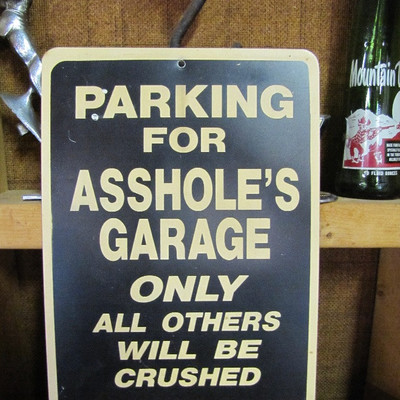 PARKING
FOR
ASSHOLE'S
GARAGE
ONLY
ALL OTHERS
WILL BE
CRUSHED
Mountain